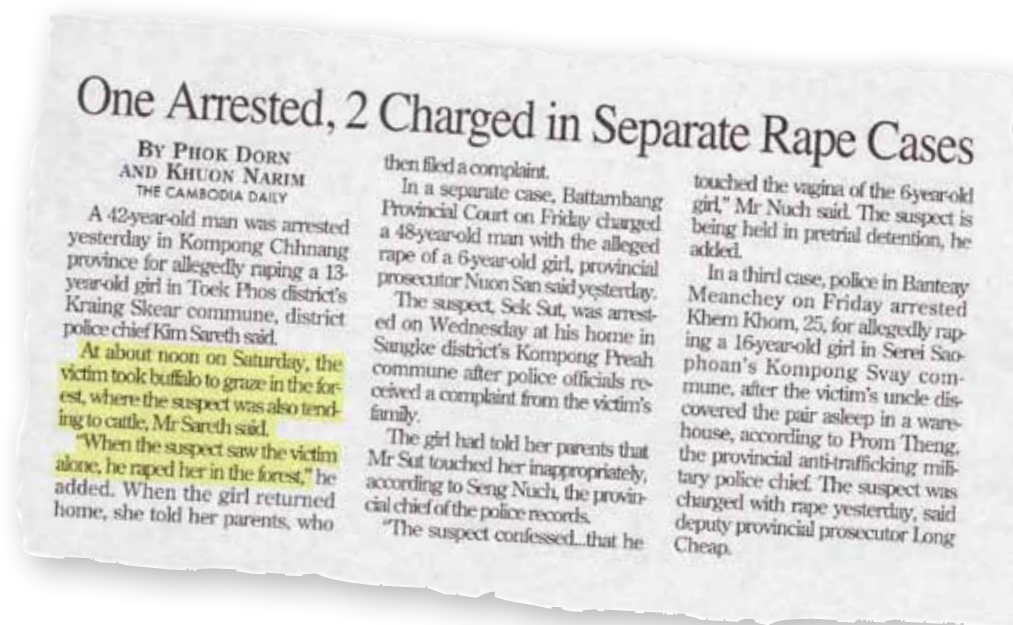 One Arrested, 2 Charged in Separate Rape Cases
BY PHOK DORN
AND KHUON NARIM
THE CAMBODIA DAILY
A 42-year-old man was arrested
yesterday in Kompong Chhnang
province for allegedly raping a 13-
year-old girl in Toek Phos district's
Kraing Skear commune, district
police chief Kim Sareth said.
At about noon on Saturday, the
victim took buffalo to graze in the for-
est, where the suspect was also tend-
ing to cattle, Mr Sareth said.
"When the suspect saw the victim
alone, he raped her in the forest," he
added. When the girl returned
home, she told her parents, who
then filed a complaint.
In a separate case, Battambang
Provincial Court on Friday charged
a 48-year-old man with the alleged
rape of a 6-year-old girl, provincial
prosecutor Nuon San said yesterday.
The suspect, Sek Sut, was arrest-
ed on Wednesday at his home in
Sangke district's Kompong Preah
commune after police officials re-
ceived a complaint from the victim's
family.
The girl had told her parents that
Mr Sut touched her inappropriately,
according to Seng Nuch, the provin-
cial chief of the police records.
"The suspect confessed...that he
touched the vagina of the 6-year-old
girl," Mr Nuch said. The suspect is
being held in pretrial detention, he
added.
In a third case, police in Banteay
Meanchey on Friday arrested
Khem Khorn, 25, for allegedly rap-
ing a 16-year-old girl in Serei Sao-
phoan's Kompong Svay com-
mune, after the victim's uncle dis-
covered the pair asleep in a ware-
house, according to Prom Theng,
the provincial anti-trafficking mili-
tary police chief. The suspect was
charged with rape yesterday, said
deputy provincial prosecutor Long
Cheap.